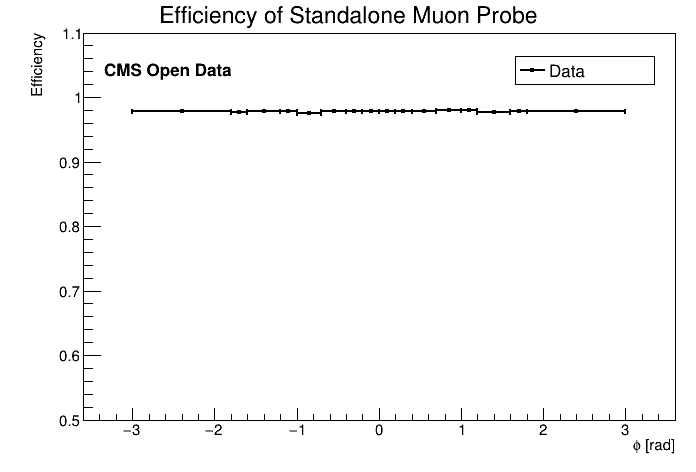 Efficiency of Standalone Muon Probe
Efficiency
1.1
1
0.9
0.8
0.7
0.6
0.5
CMS Open Data
Data
−3 −2 −1 0 1 2 3
ϕ [rad]